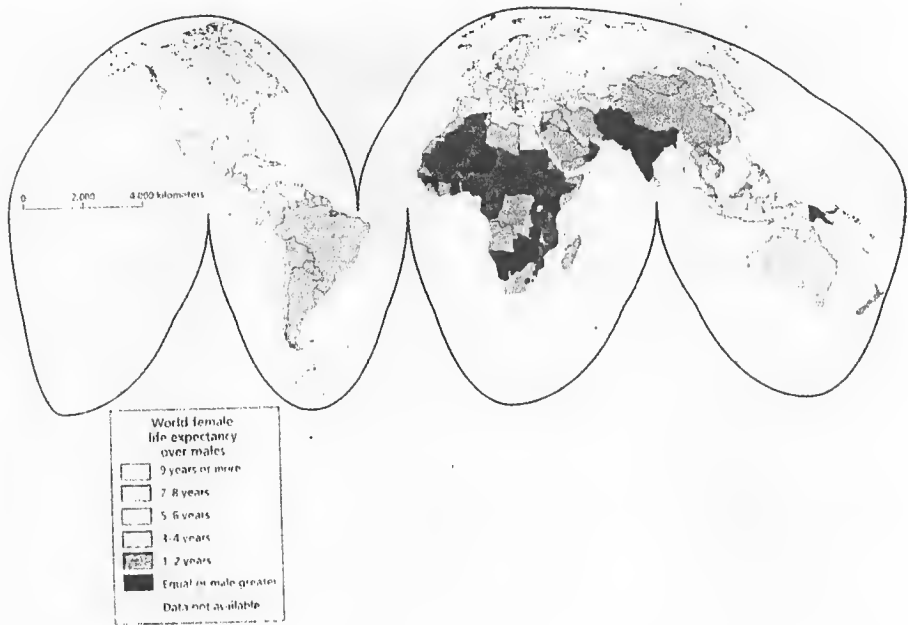 0 2,000 4,000 kilometers
World female
life expectancy
over males
9 years or more
7-8 years
5-6 years
3-4 years
1-2 years
Equal or male greater
Data not available